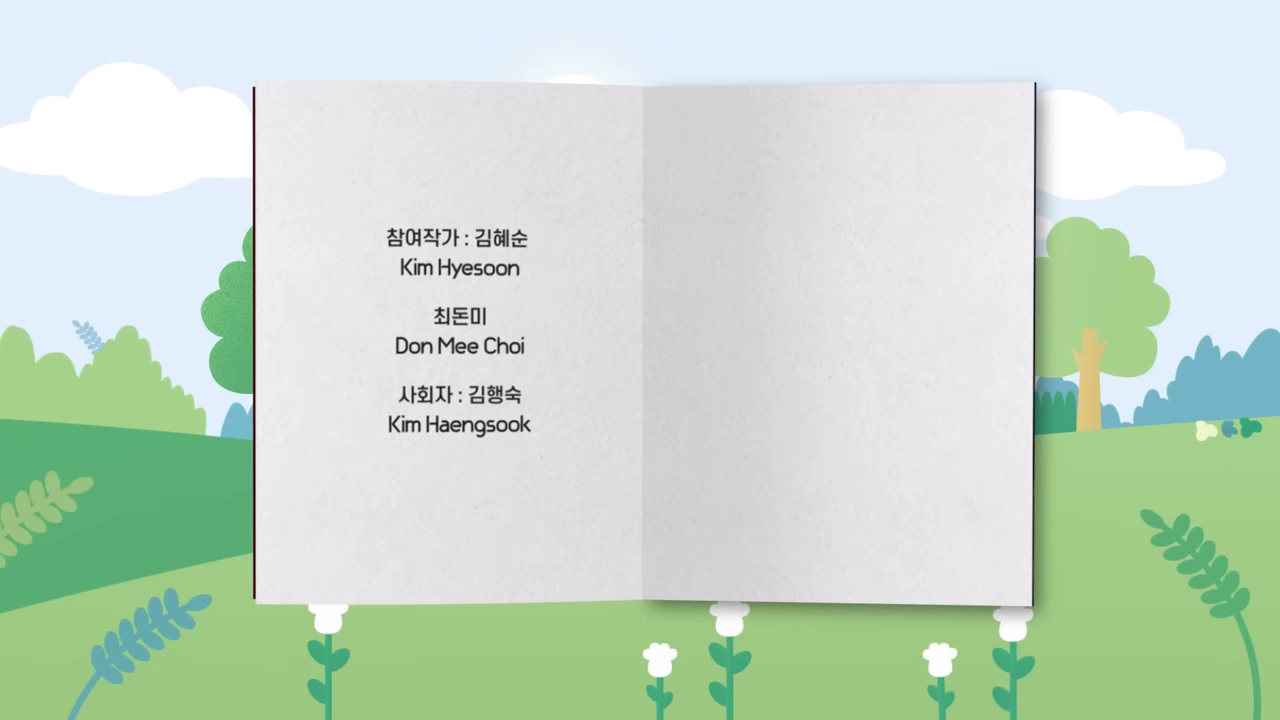 참여작가 : 김혜순
Kim Hyesoon
최돈미
Don Mee Choi
사회자 : 김행숙
Kim Haengsook